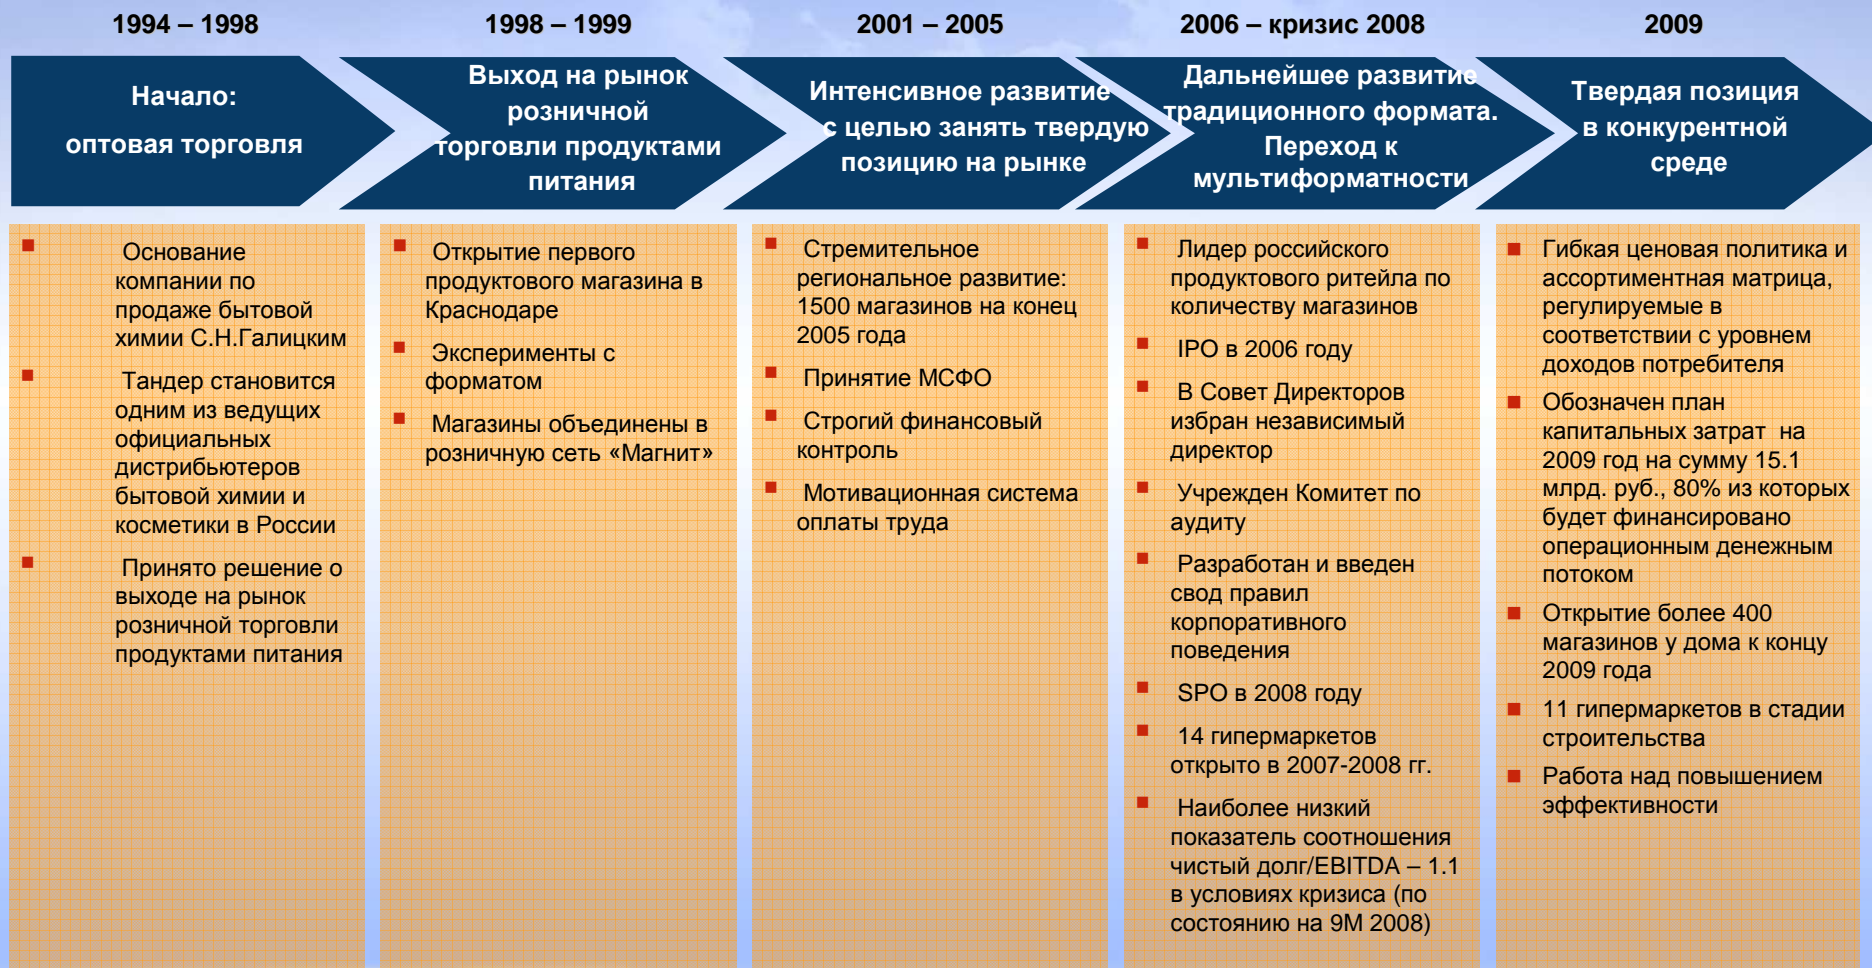 1994 – 1998
1998 – 1999
2001 – 2005
2006 – кризис 2008
2009
Начало:
оптовая торговля
Выход на рынок
розничной
торговли продуктами
питания
Интенсивное развитие
с целью занять твердую
позицию на рынке
Дальнейшее развитие
традиционного формата.
Переход к
мультиформатности
Твердая позиция
в конкурентной
среде
Основание
компании по
продаже бытовой
химии С.Н.Галицким
Тандер становится
одним из ведущих
официальных
дистрибьютеров
бытовой химии и
косметики в России
Принято решение о
выходе на рынок
розничной торговли
продуктами питания
Открытие первого
продуктового магазина в
Краснодаре
Эксперименты с
форматом
Магазины объединены в
розничную сеть «Магнит»
Стремительное
региональное развитие:
1500 магазинов на конец
2005 года
Принятие МСФО
Строгий финансовый
контроль
Мотивационная система
оплаты труда
Лидер российского
продуктового ритейла по
количеству магазинов
IPO в 2006 году
В Совет Директоров
избран независимый
директор
Учрежден Комитет по
аудиту
Разработан и введен
свод правил
корпоративного
поведения
SPO в 2008 году
14 гипермаркетов
открыто в 2007-2008 гг.
Наиболее низкий
показатель соотношения
чистый долг/EBITDA – 1.1
в условиях кризиса (по
состоянию на 9М 2008)
Гибкая ценовая политика и
ассортиментная матрица,
регулируемые в
соответствии с уровнем
доходов потребителя
Обозначен план
капитальных затрат на
2009 год на сумму 15.1
млрд. руб., 80% из которых
будет финансировано
операционным денежным
потоком
Открытие более 400
магазинов у дома к концу
2009 года
11 гипермаркетов в стадии
строительства
Работа над повышением
эффективности